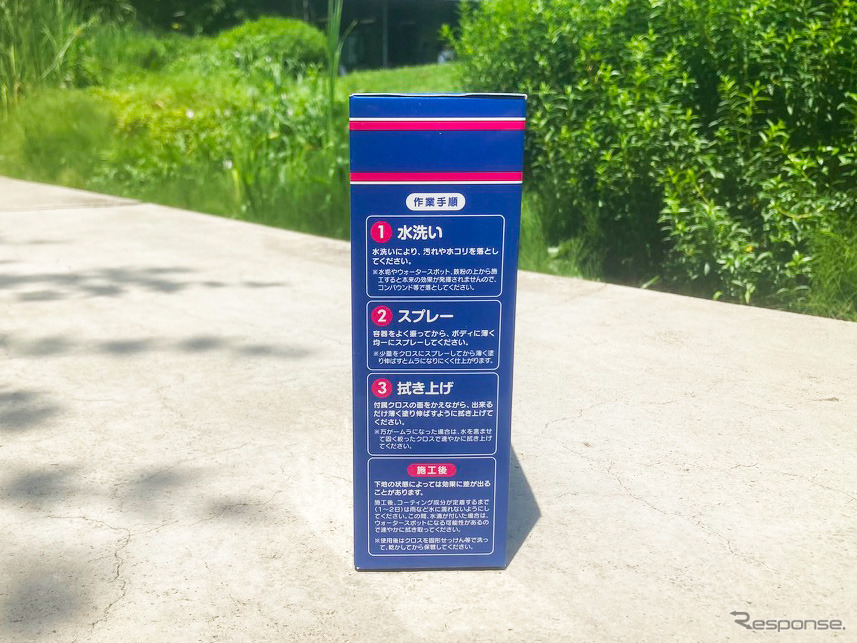 作業手順
1 水洗い
水洗いにより、汚れやホコリを落とし
てください。
※水垢やウォータースポット、鉄粉の上から施
工すると本来の効果が発揮されませんので、
コンパウンド等で落としてください。
2 スプレー
容器をよく振ってから、ボディに薄く
均一にスプレーしてください。
※少量をクロスにスプレーしてから薄く塗
り伸ばすとムラになりにくく仕上がります。
3 拭き上げ
付属クロスの面をかえながら、出来る
だけ薄く塗り伸ばすように拭き上げて
ください。
※万が一ムラになった場合は、水を含ませ
て固く絞ったクロスで速やかに拭き上げ
てください。
施工後
下地の状態によっては効果に差が出る
ことがあります。
施工後、コーティング成分が定着するまで
(1〜2日)は雨など水に濡れないようにし
てください。この間、水滴が付いた場合は、
ウォータースポットになる可能性があるの
で速やかに拭き取ってください。
※使用後はクロスを固形せっけん等で洗っ
て、乾かしてから保管してください。
Response.